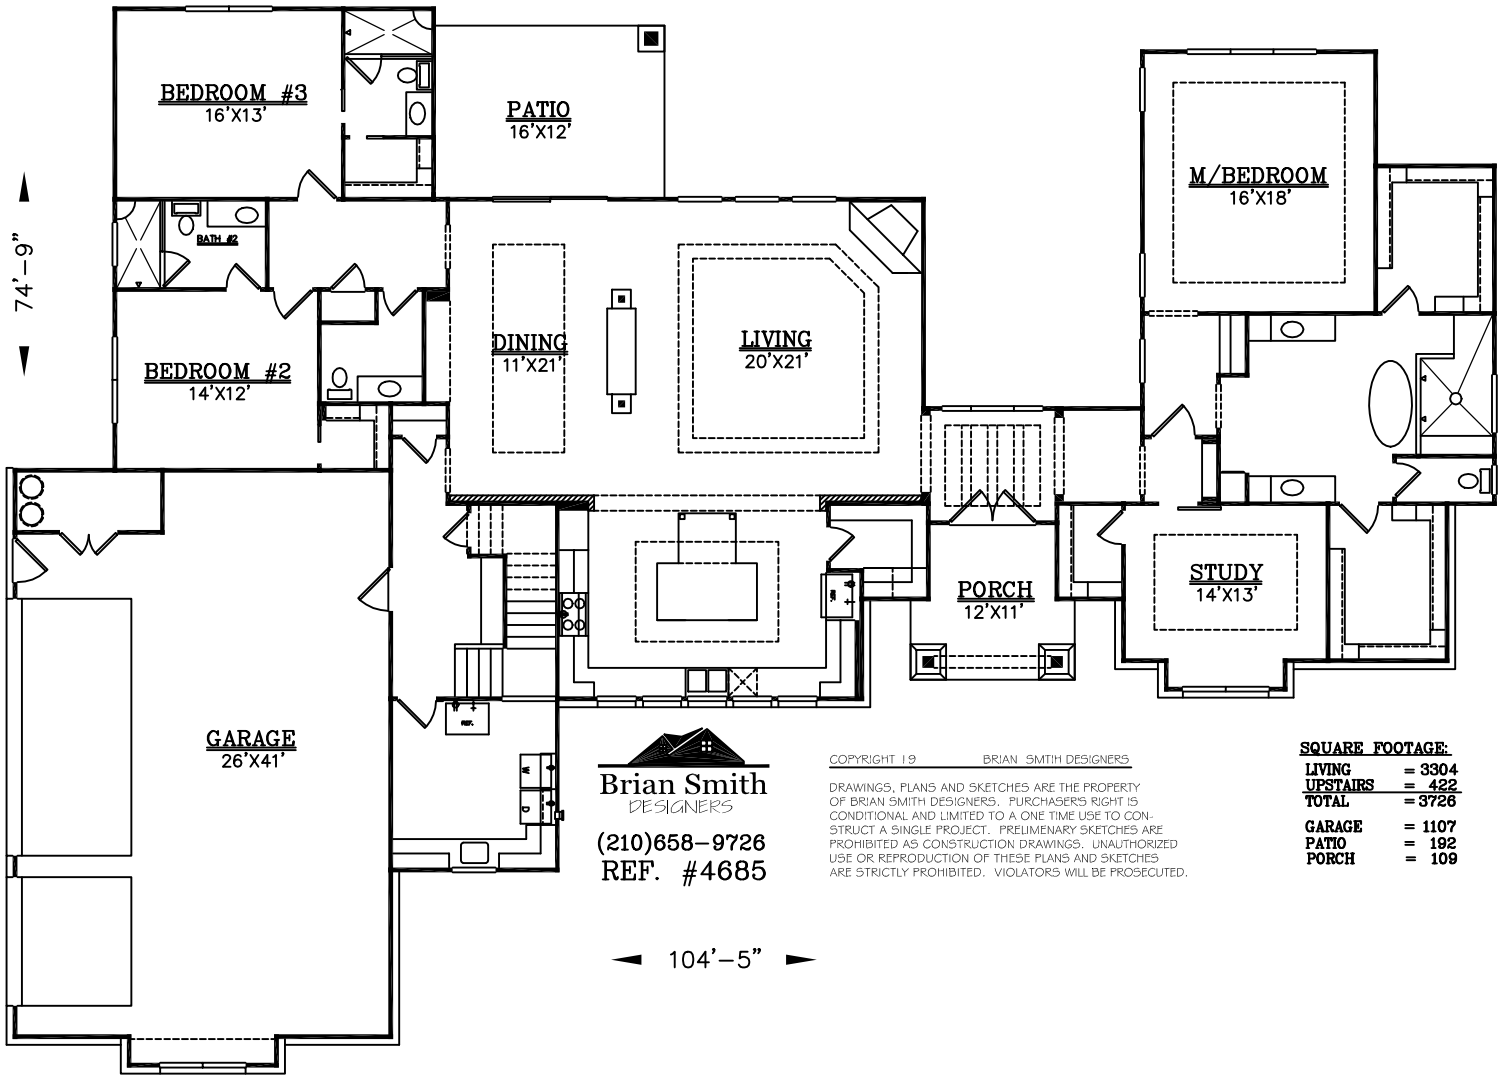 BEDROOM #3
16'X13'
PATIO
16'X12'
M/BEDROOM
16'X18'
BATH #2
74'-9"
DINING
11'X21'
LIVING
20'X21'
BEDROOM #2
14'X12'
STUDY
14'X13'
PORCH
12'X11'
REF.
GARAGE
26'X41'
REF.
W
D
Brian Smith
DESIGNERS
(210)658-9726
REF. #4685
COPYRIGHT 19 BRIAN SMTIH DESIGNERS
DRAWINGS, PLANS AND SKETCHES ARE THE PROPERTY
OF BRIAN SMITH DESIGNERS. PURCHASERS RIGHT IS
CONDITIONAL AND LIMITED TO A ONE TIME USE TO CON-
STRUCT A SINGLE PROJECT. PRELIMENARY SKETCHES ARE
PROHIBITED AS CONSTRUCTION DRAWINGS. UNAUTHORIZED
USE OR REPRODUCTION OF THESE PLANS AND SKETCHES
ARE STRICTLY PROHIBITED. VIOLATORS WILL BE PROSECUTED.
SQUARE FOOTAGE:
LIVING = 3304
UPSTAIRS = 422
TOTAL = 3726
GARAGE = 1107
PATIO = 192
PORCH = 109
104'-5"